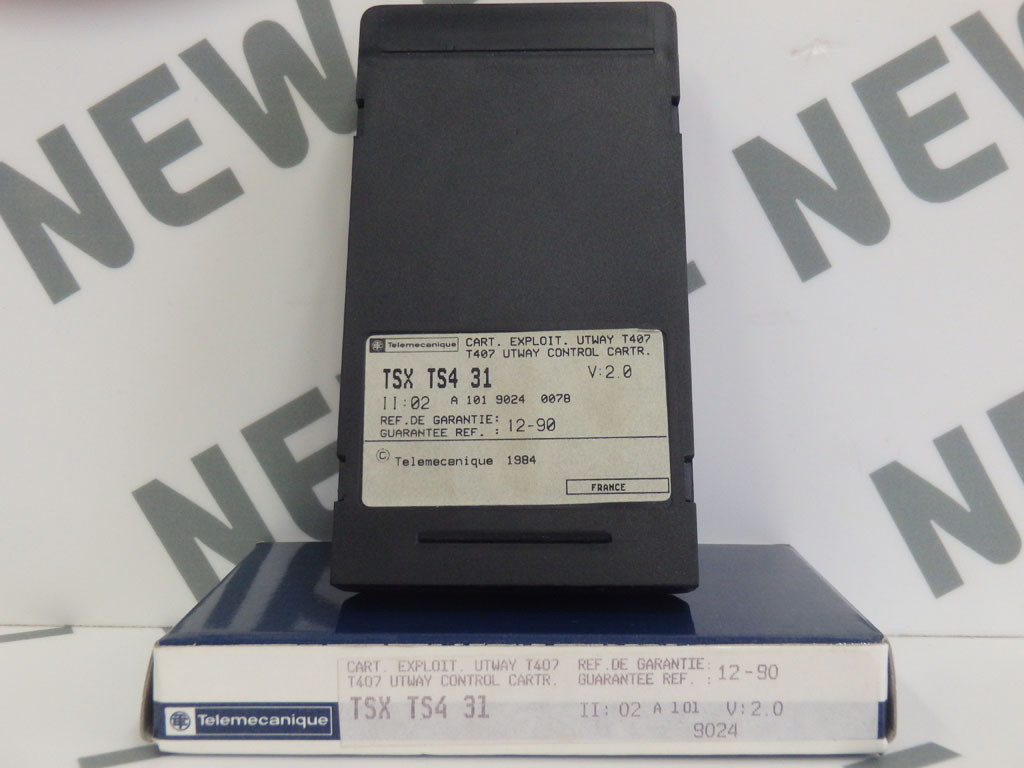 NEW
NEW
Telemecanique
CART. EXPLOIT. UTWAY T407
T407 UTWAY CONTROL CARTR.
TSX TS4 31
V:2.0
II:02 A 101 9024 0078
REF.DE GARANTIE:
GUARANTEE REF. : 12-90
© Telemecanique 1984
FRANCE
NE
NE
CART. EXPLOIT. UTWAY T407 REF.DE GARANTIE:
T407 UTWAY CONTROL CARTR. GUARANTEE REF. : 12-90
Telemecanique
TSX TS4 31 II:02 A 101 V:2.0
9024